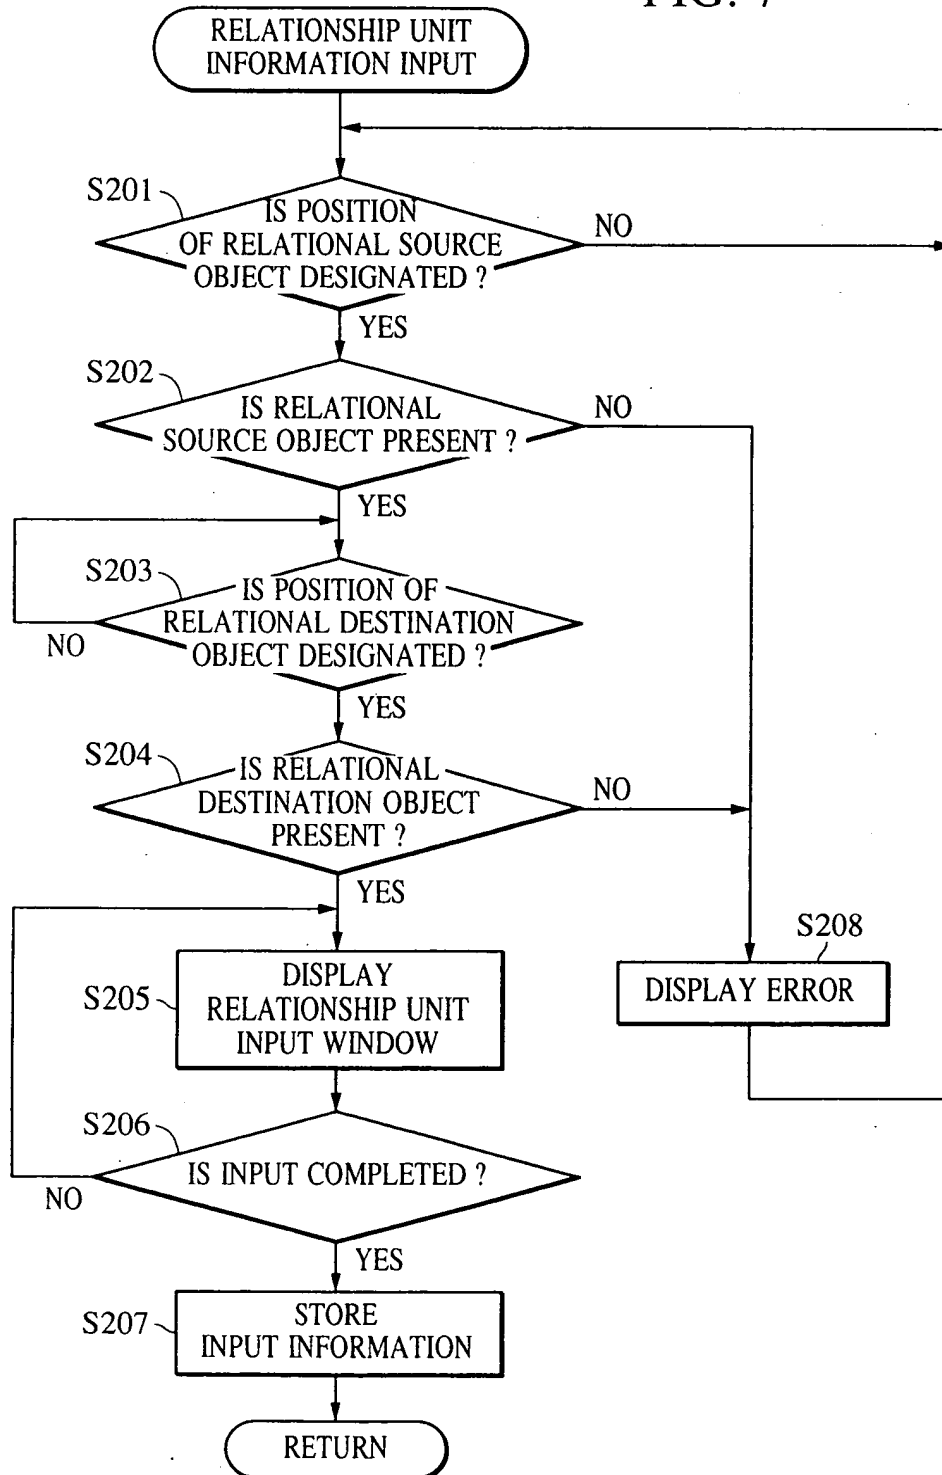 FIG. 7
RELATIONSHIP UNIT
INFORMATION INPUT
S201
IS POSITION
OF RELATIONAL SOURCE
OBJECT DESIGNATED ?
NO
YES
S202
IS RELATIONAL
SOURCE OBJECT PRESENT ?
NO
YES
S203
IS POSITION OF
RELATIONAL DESTINATION
OBJECT DESIGNATED ?
NO
YES
S204
IS RELATIONAL
DESTINATION OBJECT
PRESENT ?
NO
YES
S205
DISPLAY
RELATIONSHIP UNIT
INPUT WINDOW
S208
DISPLAY ERROR
S206
IS INPUT COMPLETED ?
NO
YES
S207
STORE
INPUT INFORMATION
RETURN